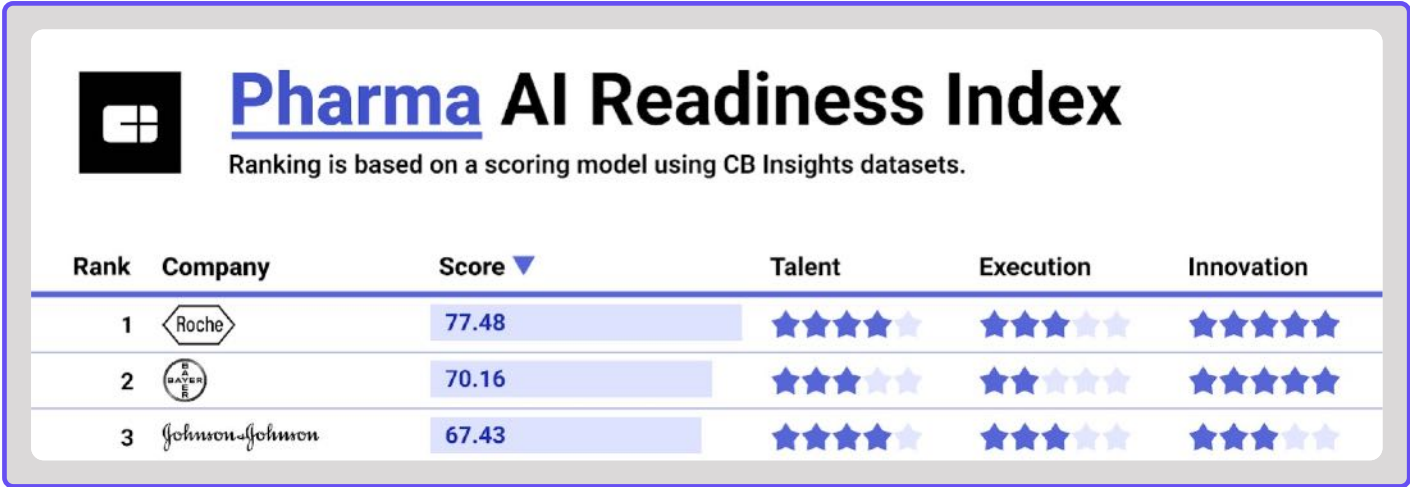 Pharma AI Readiness Index
Ranking is based on a scoring model using CB Insights datasets.
Rank Company Score Talent Execution Innovation
1 Roche 77.48
2 BAYER BAYER 70.16
3 Johnson & Johnson 67.43